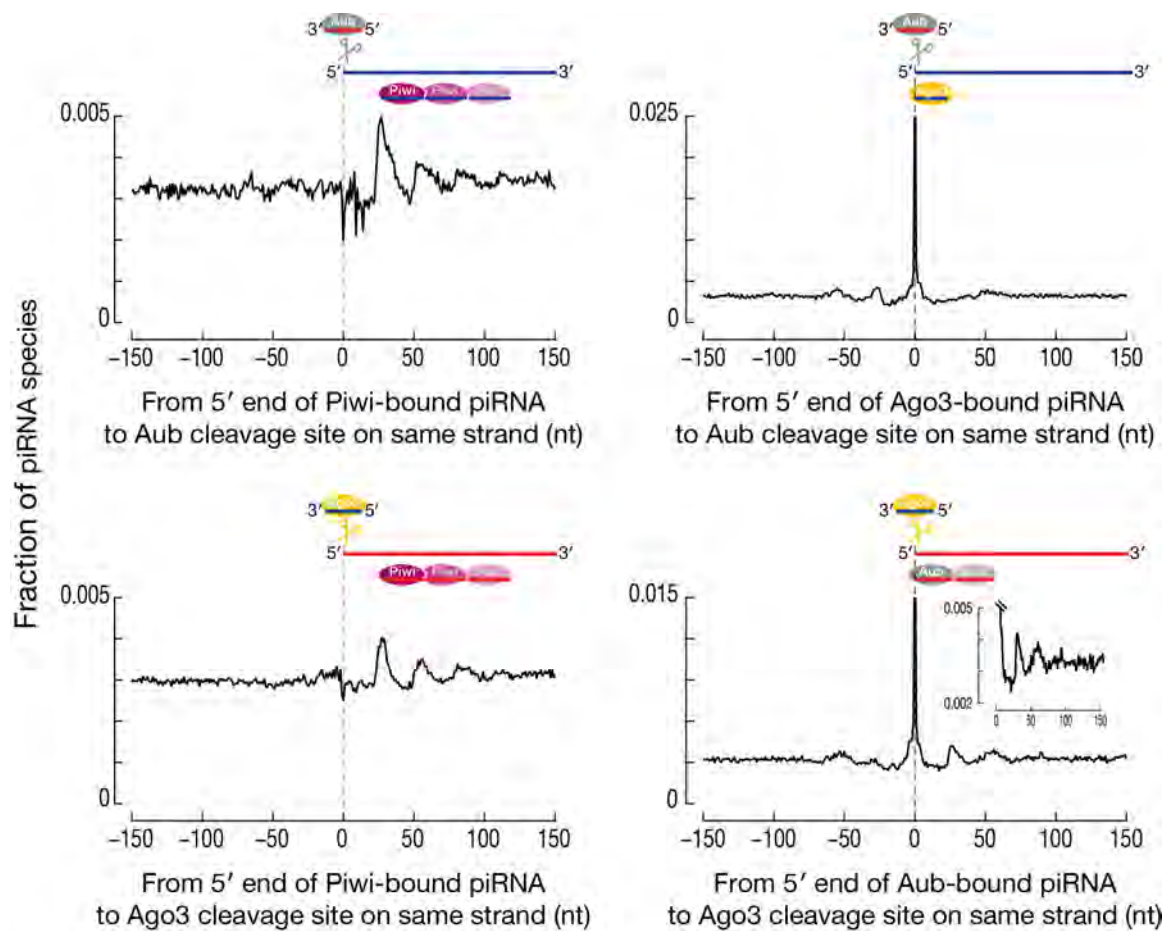 Aub
3′ 5′
5′ 3′
Piwi Piwi
0.005
0
−150 −100 −50 0 50 100 150
From 5′ end of Piwi-bound piRNA
to Aub cleavage site on same strand (nt)
Aub
3′ 5′
5′ 3′
0.025
0
−150 −100 −50 0 50 100 150
From 5′ end of Ago3-bound piRNA
to Aub cleavage site on same strand (nt)
Fraction of piRNA species
3′ 5′
5′ 3′
Piwi Piwi
0.005
0
−150 −100 −50 0 50 100 150
From 5′ end of Piwi-bound piRNA
to Ago3 cleavage site on same strand (nt)
3′ 5′
5′ 3′
Aub
0.015
0
0.005
0.002
0 50 100 150
−150 −100 −50 0 50 100 150
From 5′ end of Aub-bound piRNA
to Ago3 cleavage site on same strand (nt)